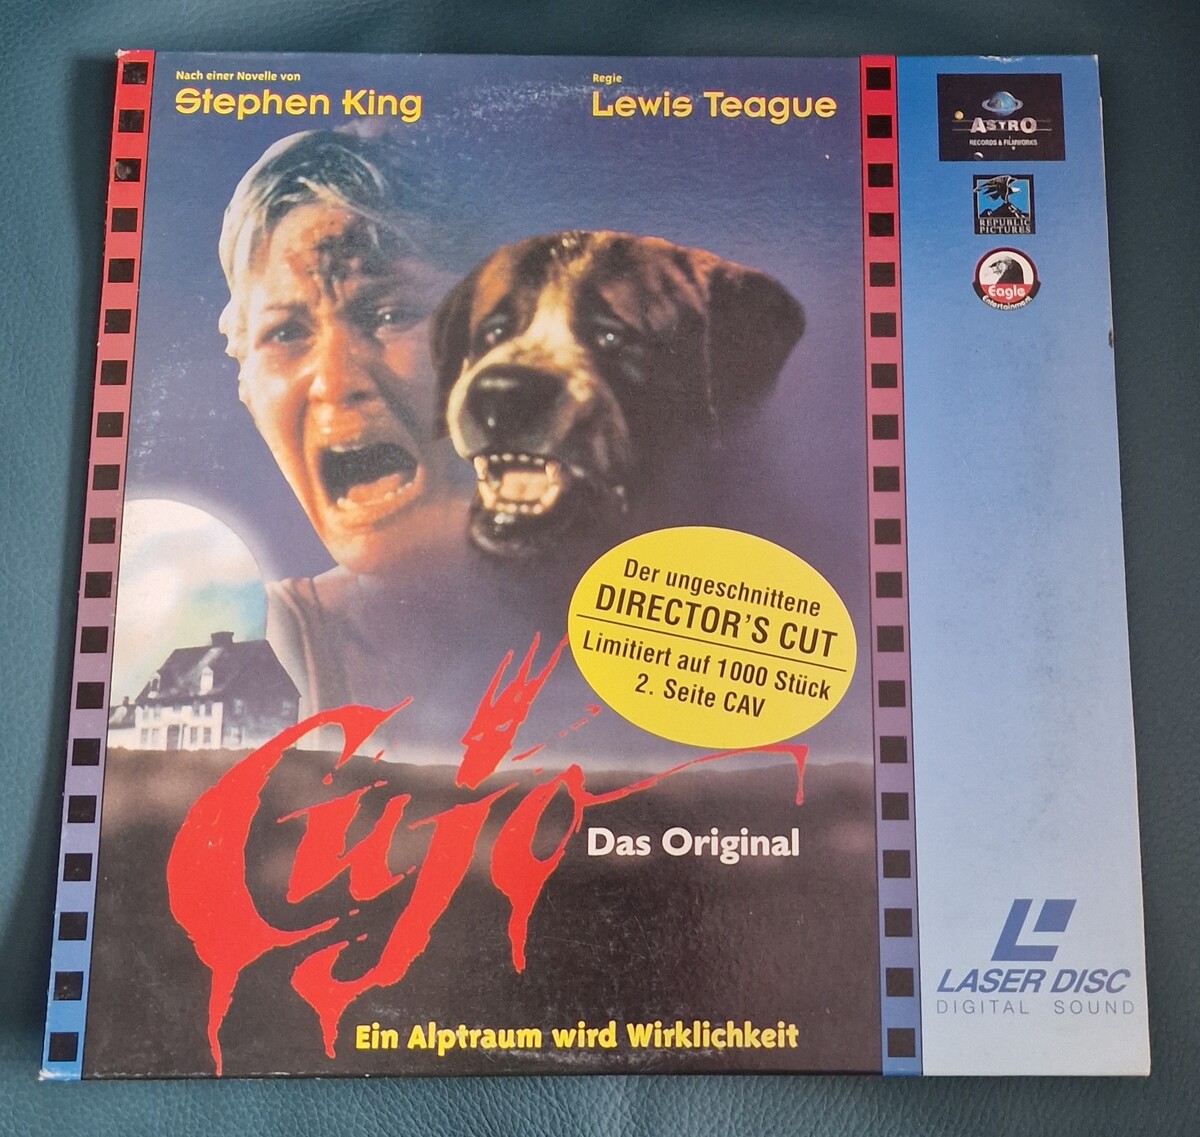 Nach einer Novelle von
Stephen King
Regie
Lewis Teague
ASTRO
RECORDS & FILMWORKS
REPUBLIC
PICTURES
Eagle
Entertainment
Der ungeschnittene
DIRECTOR'S CUT
Limitiert auf 1000 Stück
2. Seite CAV
Cujo
Das Original
Ein Alptraum wird Wirklichkeit
LASER DISC
DIGITAL SOUND